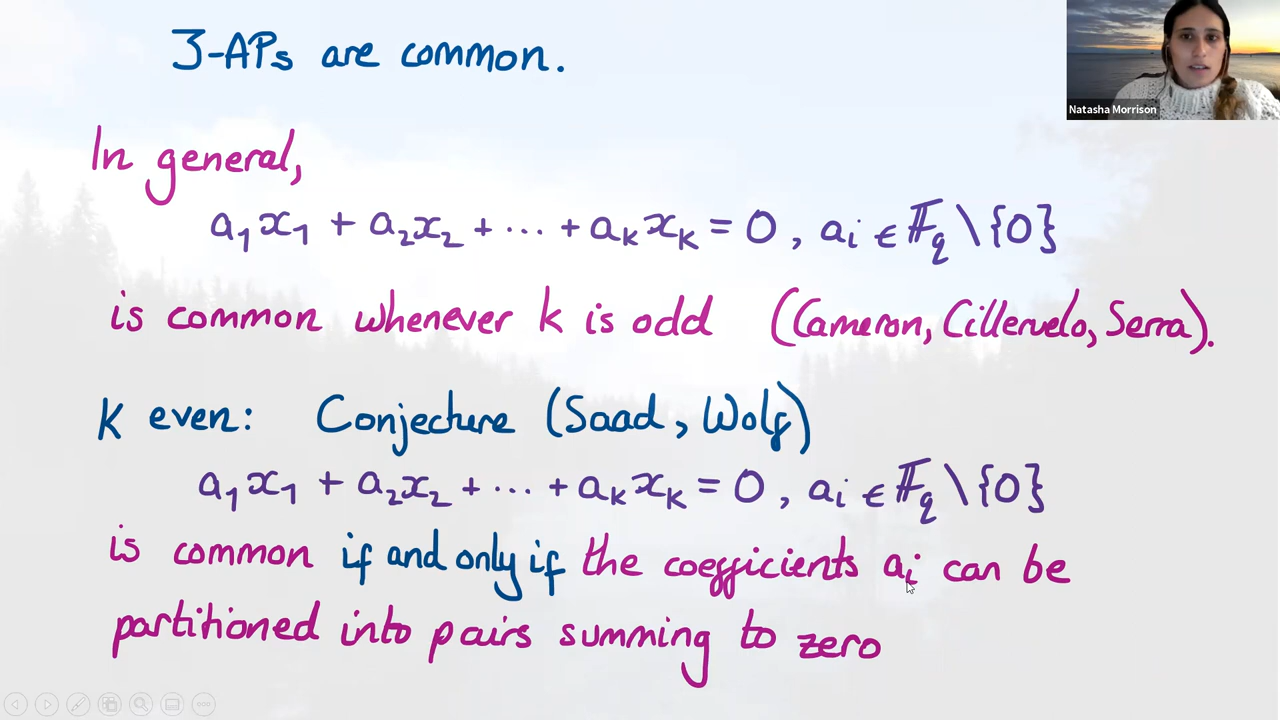 3-APs are common.
Natasha Morrison
In general,
a₁x₁ + a₂x₂ + ... + aₖxₖ = 0, aᵢ ∈ 𝔽_q \ {0}
is common whenever k is odd (Cameron, Cilleruelo, Serra).
K even: Conjecture (Saad, Wolf)
a₁x₁ + a₂x₂ + ... + aₖxₖ = 0, aᵢ ∈ 𝔽_q \ {0}
is common if and only if the coefficients aᵢ can be
partitioned into pairs summing to zero